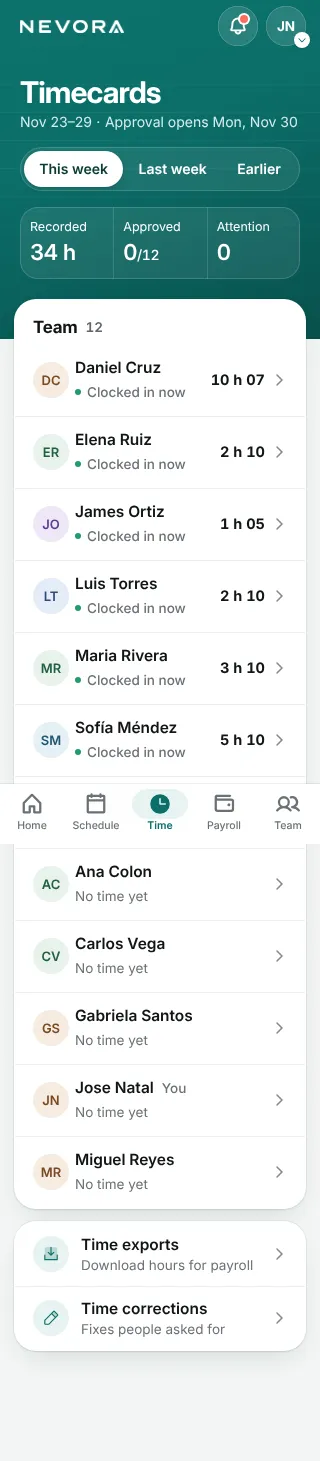 NEVORA
JN
Timecards
Nov 23–29 · Approval opens Mon, Nov 30
This week
Last week
Earlier
Recorded
34 h
Approved
0/12
Attention
0
Team 12
DC
Daniel Cruz
Clocked in now
10 h 07
ER
Elena Ruiz
Clocked in now
2 h 10
JO
James Ortiz
Clocked in now
1 h 05
LT
Luis Torres
Clocked in now
2 h 10
MR
Maria Rivera
Clocked in now
3 h 10
SM
Sofía Méndez
Clocked in now
5 h 10
Home
Schedule
Time
Payroll
Team
AC
Ana Colon
No time yet
CV
Carlos Vega
No time yet
GS
Gabriela Santos
No time yet
JN
Jose Natal You
No time yet
MR
Miguel Reyes
No time yet
Time exports
Download hours for payroll
Time corrections
Fixes people asked for